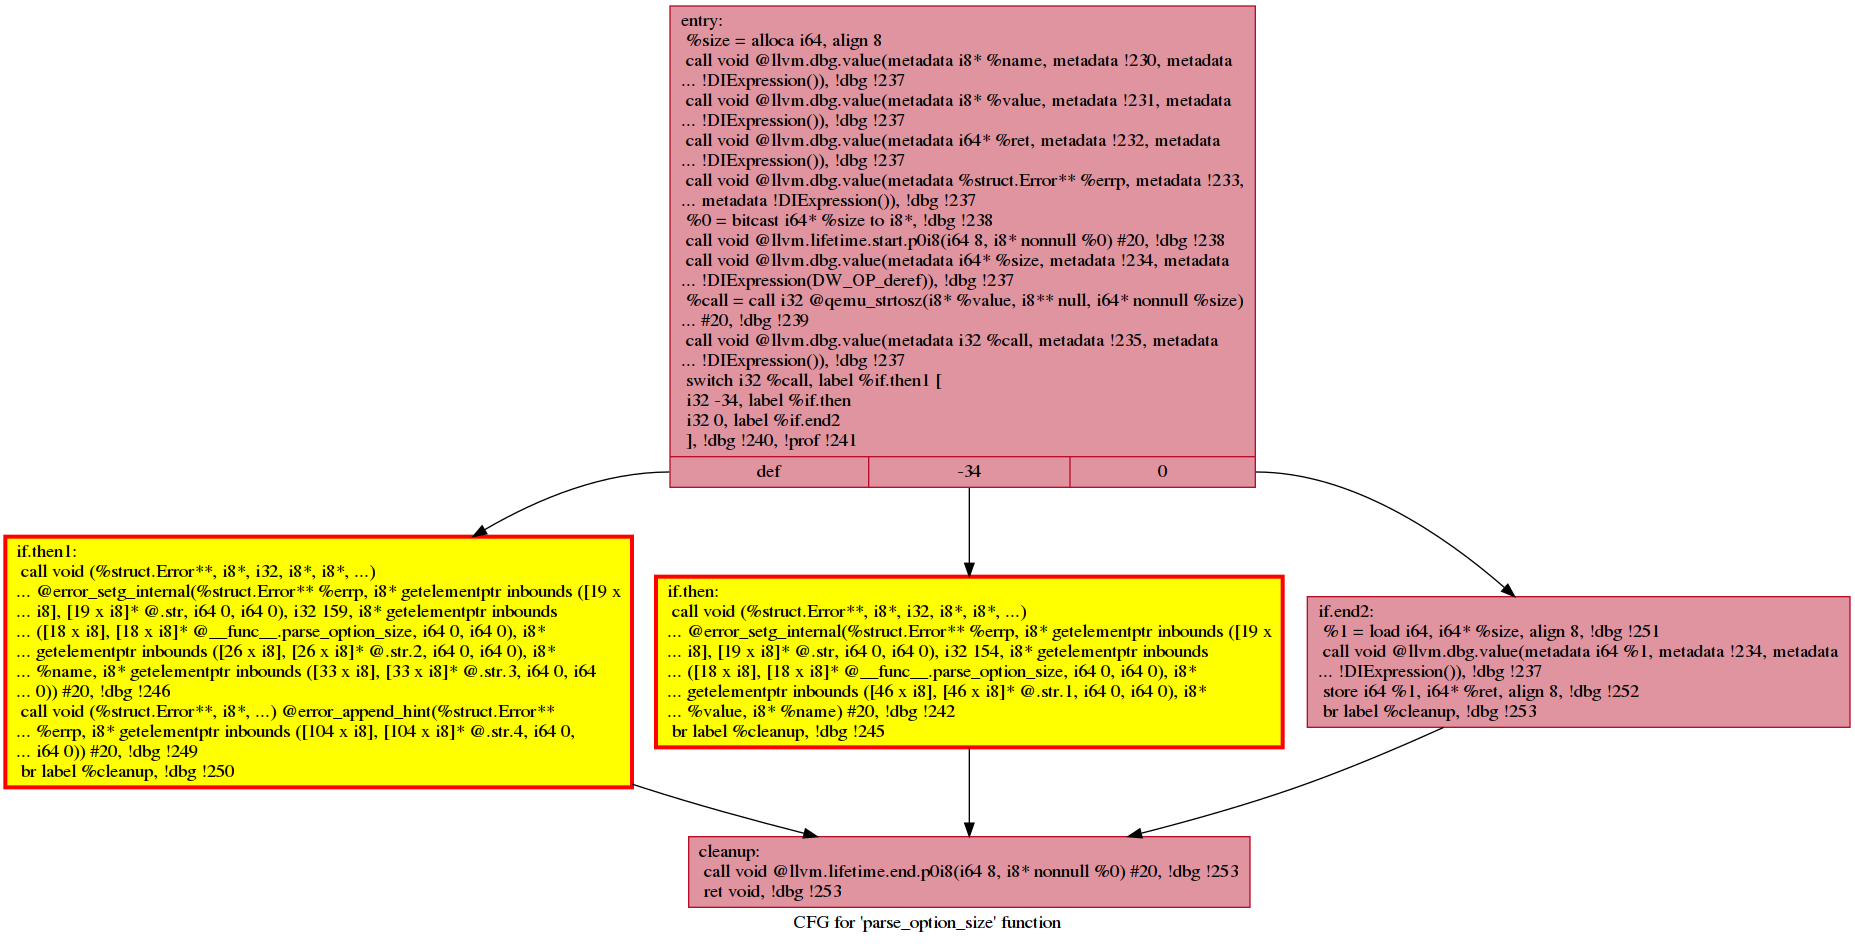 entry:
%size = alloca i64, align 8
call void @llvm.dbg.value(metadata i8* %name, metadata !230, metadata
... !DIExpression()), !dbg !237
call void @llvm.dbg.value(metadata i8* %value, metadata !231, metadata
... !DIExpression()), !dbg !237
call void @llvm.dbg.value(metadata i64* %ret, metadata !232, metadata
... !DIExpression()), !dbg !237
call void @llvm.dbg.value(metadata %struct.Error** %errp, metadata !233,
... metadata !DIExpression()), !dbg !237
%0 = bitcast i64* %size to i8*, !dbg !238
call void @llvm.lifetime.start.p0i8(i64 8, i8* nonnull %0) #20, !dbg !238
call void @llvm.dbg.value(metadata i64* %size, metadata !234, metadata
... !DIExpression(DW_OP_deref)), !dbg !237
%call = call i32 @qemu_strtosz(i8* %value, i8** null, i64* nonnull %size)
... #20, !dbg !239
call void @llvm.dbg.value(metadata i32 %call, metadata !235, metadata
... !DIExpression()), !dbg !237
switch i32 %call, label %if.then1 [
i32 -34, label %if.then
i32 0, label %if.end2
], !dbg !240, !prof !241
def -34 0
if.then1:
call void (%struct.Error**, i8*, i32, i8*, i8*, ...)
... @error_setg_internal(%struct.Error** %errp, i8* getelementptr inbounds ([19 x
... i8], [19 x i8]* @.str, i64 0, i64 0), i32 159, i8* getelementptr inbounds
... ([18 x i8], [18 x i8]* @__func__.parse_option_size, i64 0, i64 0), i8*
... getelementptr inbounds ([26 x i8], [26 x i8]* @.str.2, i64 0, i64 0), i8*
... %name, i8* getelementptr inbounds ([33 x i8], [33 x i8]* @.str.3, i64 0, i64
... 0)) #20, !dbg !246
call void (%struct.Error**, i8*, ...) @error_append_hint(%struct.Error**
... %errp, i8* getelementptr inbounds ([104 x i8], [104 x i8]* @.str.4, i64 0,
... i64 0)) #20, !dbg !249
br label %cleanup, !dbg !250
if.then:
call void (%struct.Error**, i8*, i32, i8*, i8*, ...)
... @error_setg_internal(%struct.Error** %errp, i8* getelementptr inbounds ([19 x
... i8], [19 x i8]* @.str, i64 0, i64 0), i32 154, i8* getelementptr inbounds
... ([18 x i8], [18 x i8]* @__func__.parse_option_size, i64 0, i64 0), i8*
... getelementptr inbounds ([46 x i8], [46 x i8]* @.str.1, i64 0, i64 0), i8*
... %value, i8* %name) #20, !dbg !242
br label %cleanup, !dbg !245
if.end2:
%1 = load i64, i64* %size, align 8, !dbg !251
call void @llvm.dbg.value(metadata i64 %1, metadata !234, metadata
... !DIExpression()), !dbg !237
store i64 %1, i64* %ret, align 8, !dbg !252
br label %cleanup, !dbg !253
cleanup:
call void @llvm.lifetime.end.p0i8(i64 8, i8* nonnull %0) #20, !dbg !253
ret void, !dbg !253
CFG for 'parse_option_size' function